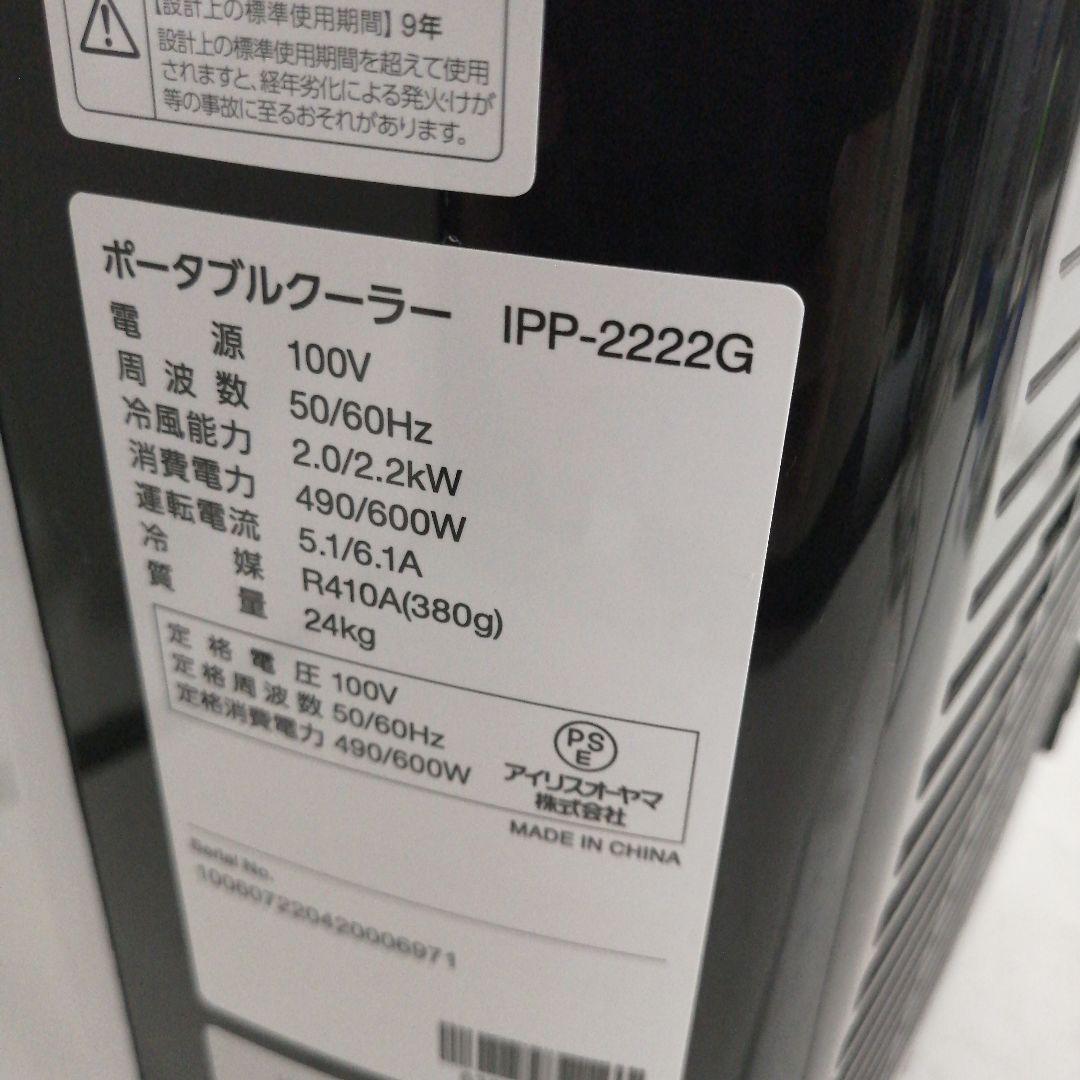 【設計上の標準使用期間】9年
設計上の標準使用期間を超えて使用
されますと、経年劣化による発火・けが
等の事故に至るおそれがあります。
ポータブルクーラー IPP-2222G
電源 100V
周波数 50/60Hz
冷風能力 2.0/2.2kW
消費電力 490/600W
運転電流 5.1/6.1A
冷媒 R410A(380g)
質量 24kg
定格電圧 100V
定格周波数 50/60Hz
定格消費電力 490/600W
PS
E
アイリスオーヤマ
株式会社
MADE IN CHINA
Serial No.
100607220420006971